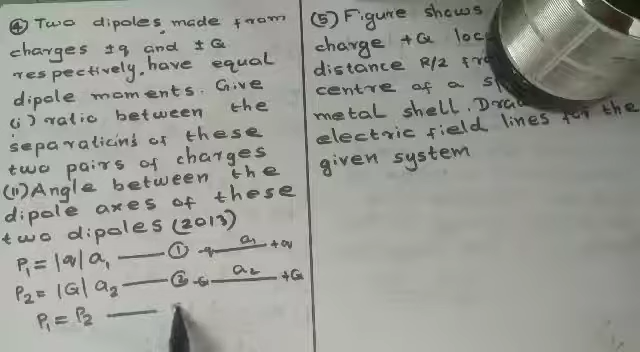 ④ Two dipoles, made from
charges ±q and ±Q
respectively, have equal
dipole moments. Give
(i) ratio between the
separations of these
two pairs of charges
(ii) Angle between the
dipole axes of these
two dipoles (2013)
P₁ = |q| a₁ —— ① -q —a₁— +q
P₂ = |Q| a₂ —— ② -Q —a₂— +Q
P₁ = P₂ ——
⑤ Figure shows
charge +Q
distance R/2
centre of a
metal shell. Draw
electric field lines for the
given system